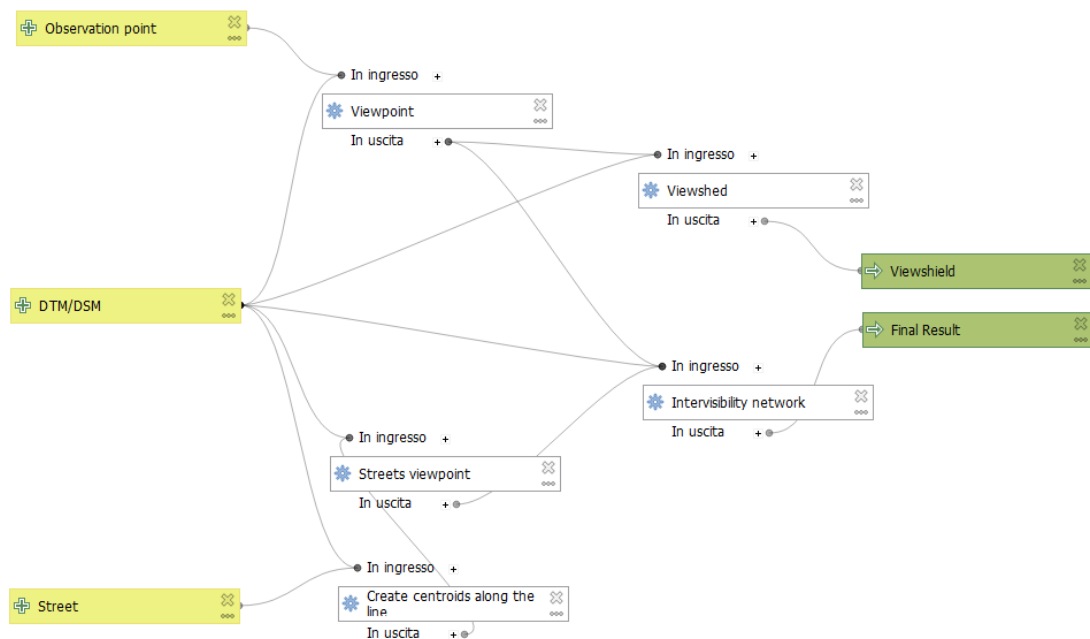 Observation point
In ingresso +
Viewpoint
In uscita +
In ingresso +
Viewshed
In uscita +
Viewshield
DTM/DSM
Final Result
In ingresso +
Intervisibility network
In uscita +
In ingresso +
Streets viewpoint
In uscita +
In ingresso +
Street
Create centroids along the
line
In uscita +